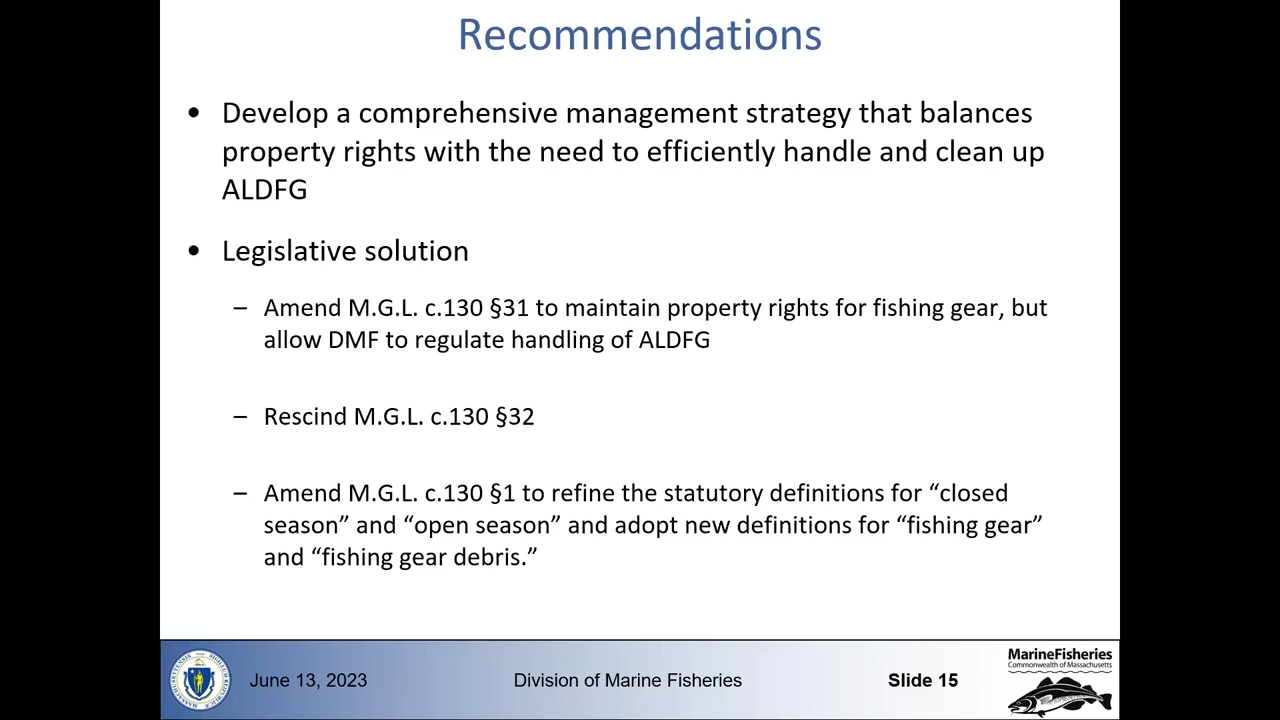 Recommendations
• Develop a comprehensive management strategy that balances
property rights with the need to efficiently handle and clean up
ALDFG
• Legislative solution
– Amend M.G.L. c.130 §31 to maintain property rights for fishing gear, but
allow DMF to regulate handling of ALDFG
– Rescind M.G.L. c.130 §32
– Amend M.G.L. c.130 §1 to refine the statutory definitions for “closed
season” and “open season” and adopt new definitions for “fishing gear”
and “fishing gear debris.”
June 13, 2023
Division of Marine Fisheries
Slide 15
MarineFisheries
Commonwealth of Massachusetts